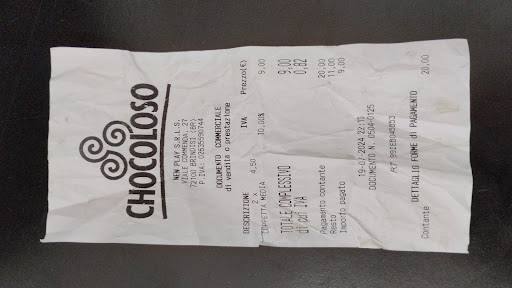 CHOCOLOSO
NEW PLAY S.R.L.S.
VIALE COMMENDA, 27
72100 BRINDISI (BR)
P.IVA: 02635590744
DOCUMENTO COMMERCIALE
di vendita o prestazione
DESCRIZIONE IVA Prezzo(€)
2 x 4,50
COPPETTA MEDIA 10,00% 9,00
TOTALE COMPLESSIVO 9,00
di cui IVA 0,82
Pagamento contante 20,00
Resto 11,00
Importo pagato 9,00
19-07-2024 22:11
DOCUMENTO N. 0504-0125
RT 99IEB045853
DETTAGLIO FORME di PAGAMENTO
Contante 20,00